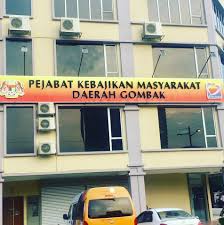 PEJABAT KEBAJIKAN MASYARAKAT
DAERAH GOMBAK